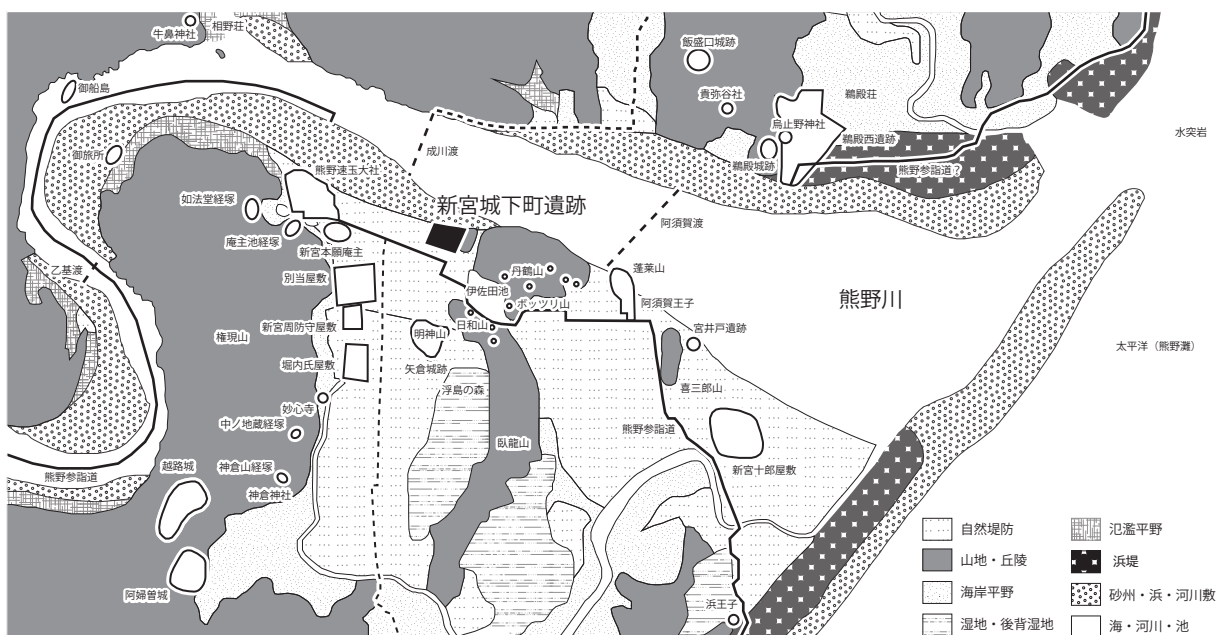 牛鼻神社
相野荘
飯盛口城跡
御船島
貴弥谷社
鵜殿荘
烏止野神社
水突岩
成川渡
鵜殿西遺跡
御旅所
熊野速玉大社
鵜殿城跡
熊野参詣道?
如法堂経塚
新宮城下町遺跡
阿須賀渡
庵主池経塚
新宮本願庵主
乙基渡
別当屋敷
丹鶴山
蓬莱山
伊佐田池
ボッツリ山
阿須賀王子
熊野川
新宮周防守屋敷
日和山
宮井戸遺跡
権現山
明神山
太平洋(熊野灘)
堀内氏屋敷
矢倉城跡
浮島の森
喜三郎山
妙心寺
中ノ地蔵経塚
熊野参詣道
臥龍山
越路城
神倉山経塚
新宮十郎屋敷
熊野参詣道
神倉神社
阿婦曽城
浜王子
自然堤防
氾濫平野
山地・丘陵
浜堤
海岸平野
砂州・浜・河川敷
湿地・後背湿地
海・河川・池